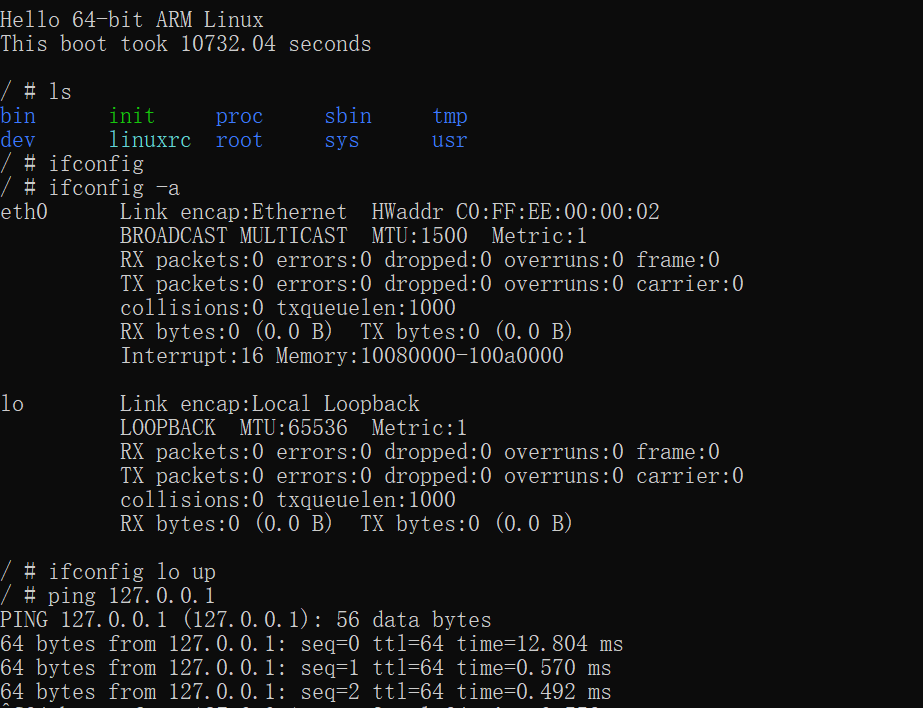 Hello 64-bit ARM Linux
This boot took 10732.04 seconds
/ # ls
bin init proc sbin tmp
dev linuxrc root sys usr
/ # ifconfig
/ # ifconfig -a
eth0 Link encap:Ethernet HWaddr C0:FF:EE:00:00:02
BROADCAST MULTICAST MTU:1500 Metric:1
RX packets:0 errors:0 dropped:0 overruns:0 frame:0
TX packets:0 errors:0 dropped:0 overruns:0 carrier:0
collisions:0 txqueuelen:1000
RX bytes:0 (0.0 B) TX bytes:0 (0.0 B)
Interrupt:16 Memory:10080000-100a0000
lo Link encap:Local Loopback
LOOPBACK MTU:65536 Metric:1
RX packets:0 errors:0 dropped:0 overruns:0 frame:0
TX packets:0 errors:0 dropped:0 overruns:0 carrier:0
collisions:0 txqueuelen:1000
RX bytes:0 (0.0 B) TX bytes:0 (0.0 B)
/ # ifconfig lo up
/ # ping 127.0.0.1
PING 127.0.0.1 (127.0.0.1): 56 data bytes
64 bytes from 127.0.0.1: seq=0 ttl=64 time=12.804 ms
64 bytes from 127.0.0.1: seq=1 ttl=64 time=0.570 ms
64 bytes from 127.0.0.1: seq=2 ttl=64 time=0.492 ms